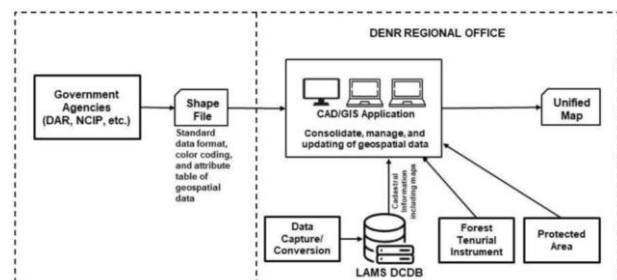 DENR REGIONAL OFFICE
Government
Agencies
(DAR, NCIP, etc.)
Shape
File
Standard
data format,
color coding,
and attribute
table of
geospatial
data
CAD/GIS Application
Consolidate, manage, and
updating of geospatial data
Unified
Map
Cadastral
Information
including maps
Data
Capture/
Conversion
LAMS DCDB
Forest
Tenurial
Instrument
Protected
Area